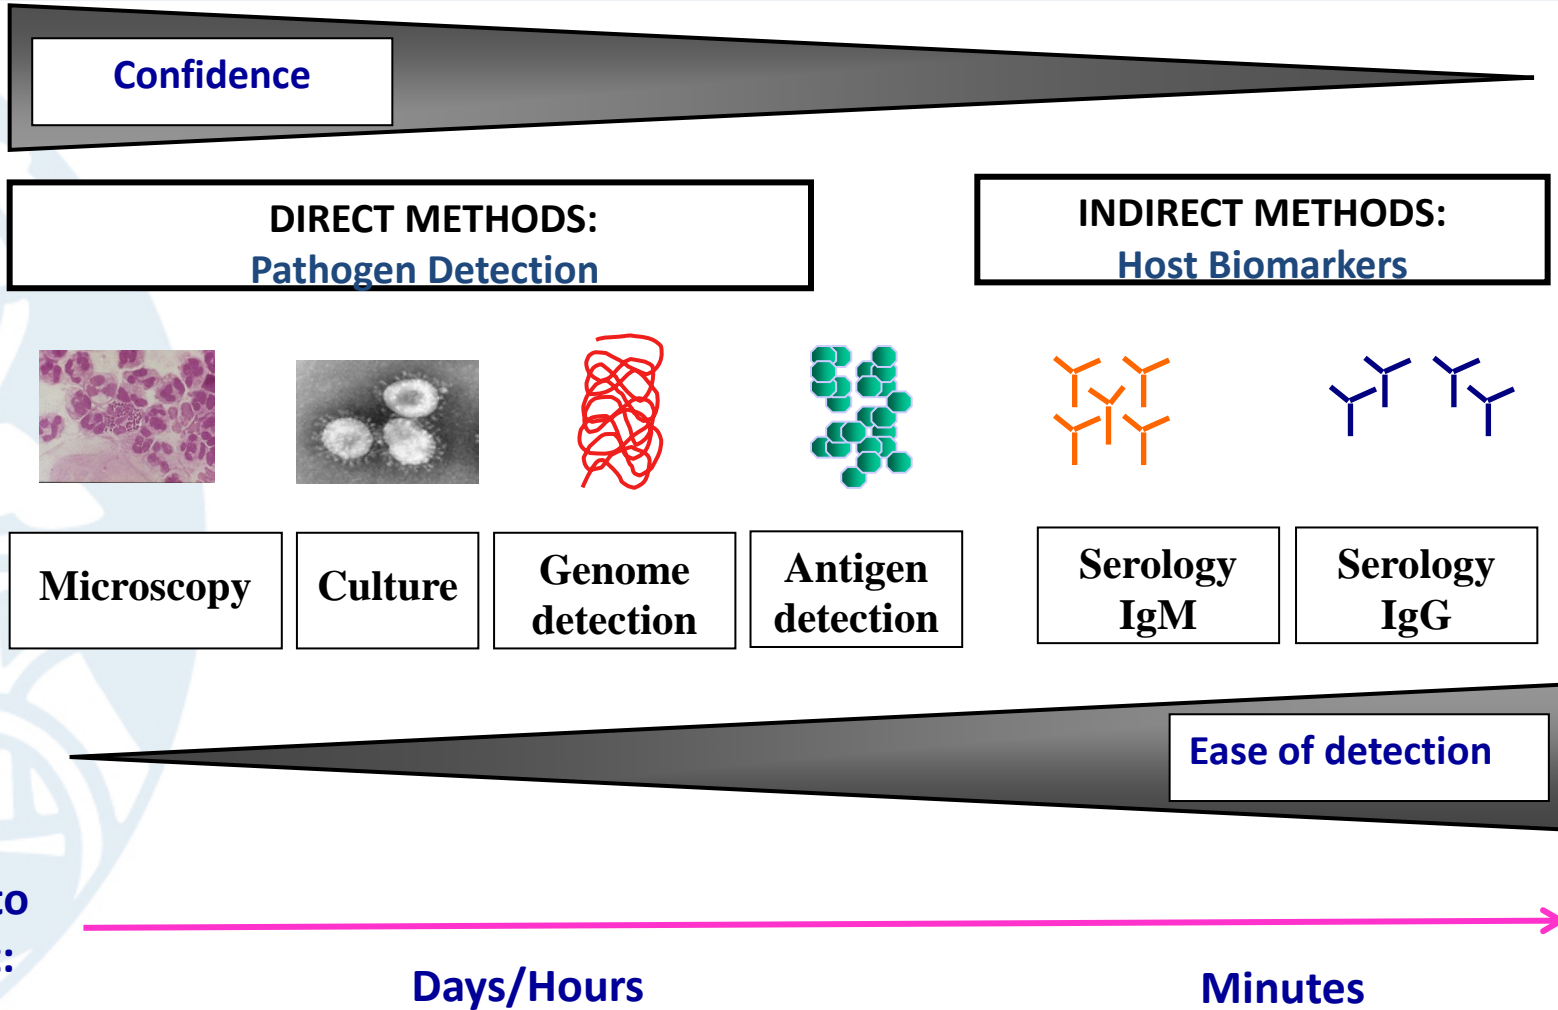 Confidence
DIRECT METHODS:
Pathogen Detection
INDIRECT METHODS:
Host Biomarkers
Microscopy
Culture
Genome
detection
Antigen
detection
Serology
IgM
Serology
IgG
Ease of detection
to
:
Days/Hours
Minutes